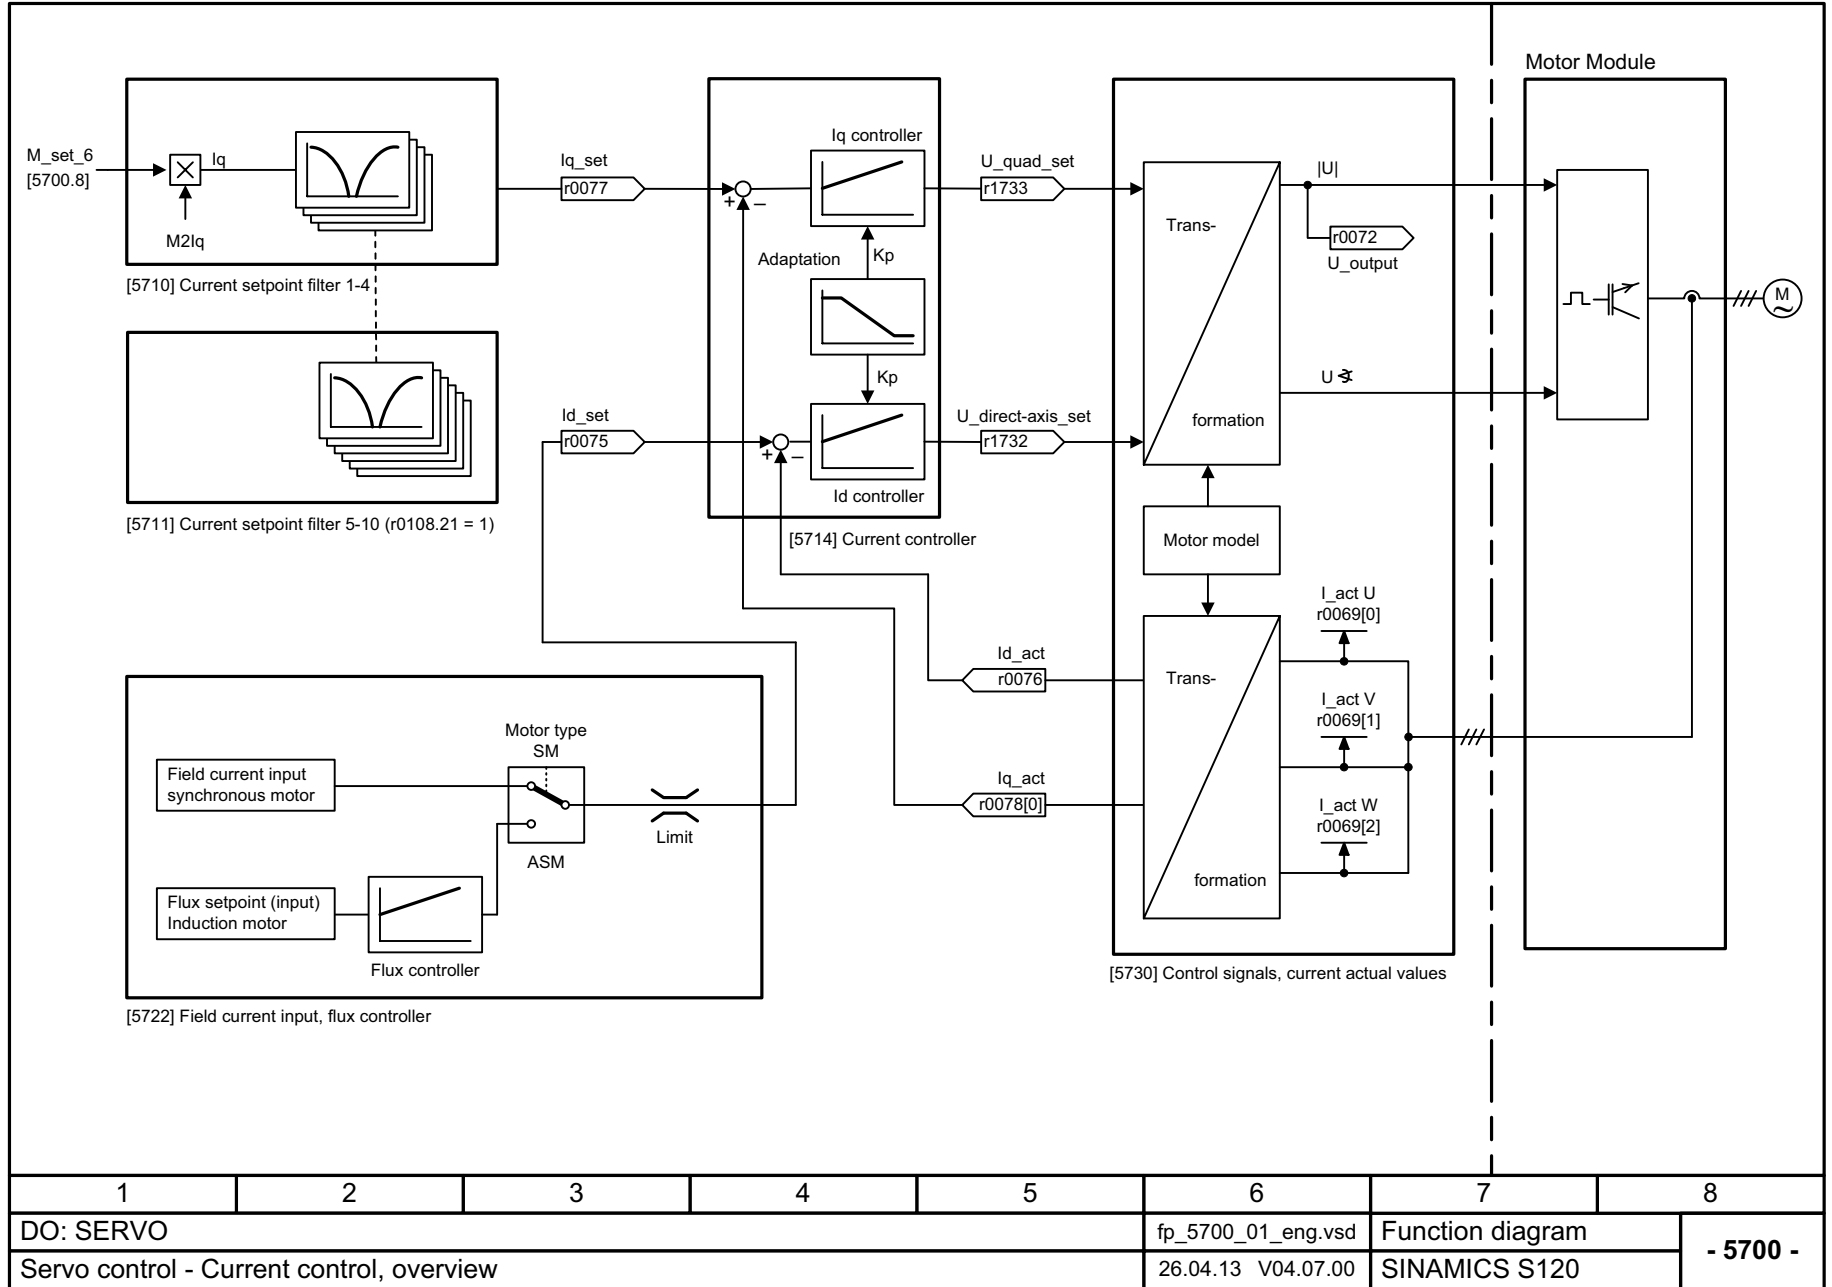 Motor Module
M_set_6
[5700.8]
Iq
M2Iq
[5710] Current setpoint filter 1-4
[5711] Current setpoint filter 5-10 (r0108.21 = 1)
Iq_set
r0077
Id_set
r0075
Iq controller
+
–
Adaptation
Kp
Kp
+
–
Id controller
[5714] Current controller
U_quad_set
r1733
U_direct-axis_set
r1732
Trans-
formation
|U|
r0072
U_output
U
M
~
Motor model
Id_act
r0076
Iq_act
r0078[0]
Trans-
formation
I_act U
r0069[0]
I_act V
r0069[1]
I_act W
r0069[2]
[5730] Control signals, current actual values
Field current input
synchronous motor
Motor type
SM
ASM
Limit
Flux setpoint (input)
Induction motor
Flux controller
[5722] Field current input, flux controller
1 2 3 4 5 6 7 8
DO: SERVO
fp_5700_01_eng.vsd
Function diagram
- 5700 -
Servo control - Current control, overview
26.04.13 V04.07.00
SINAMICS S120